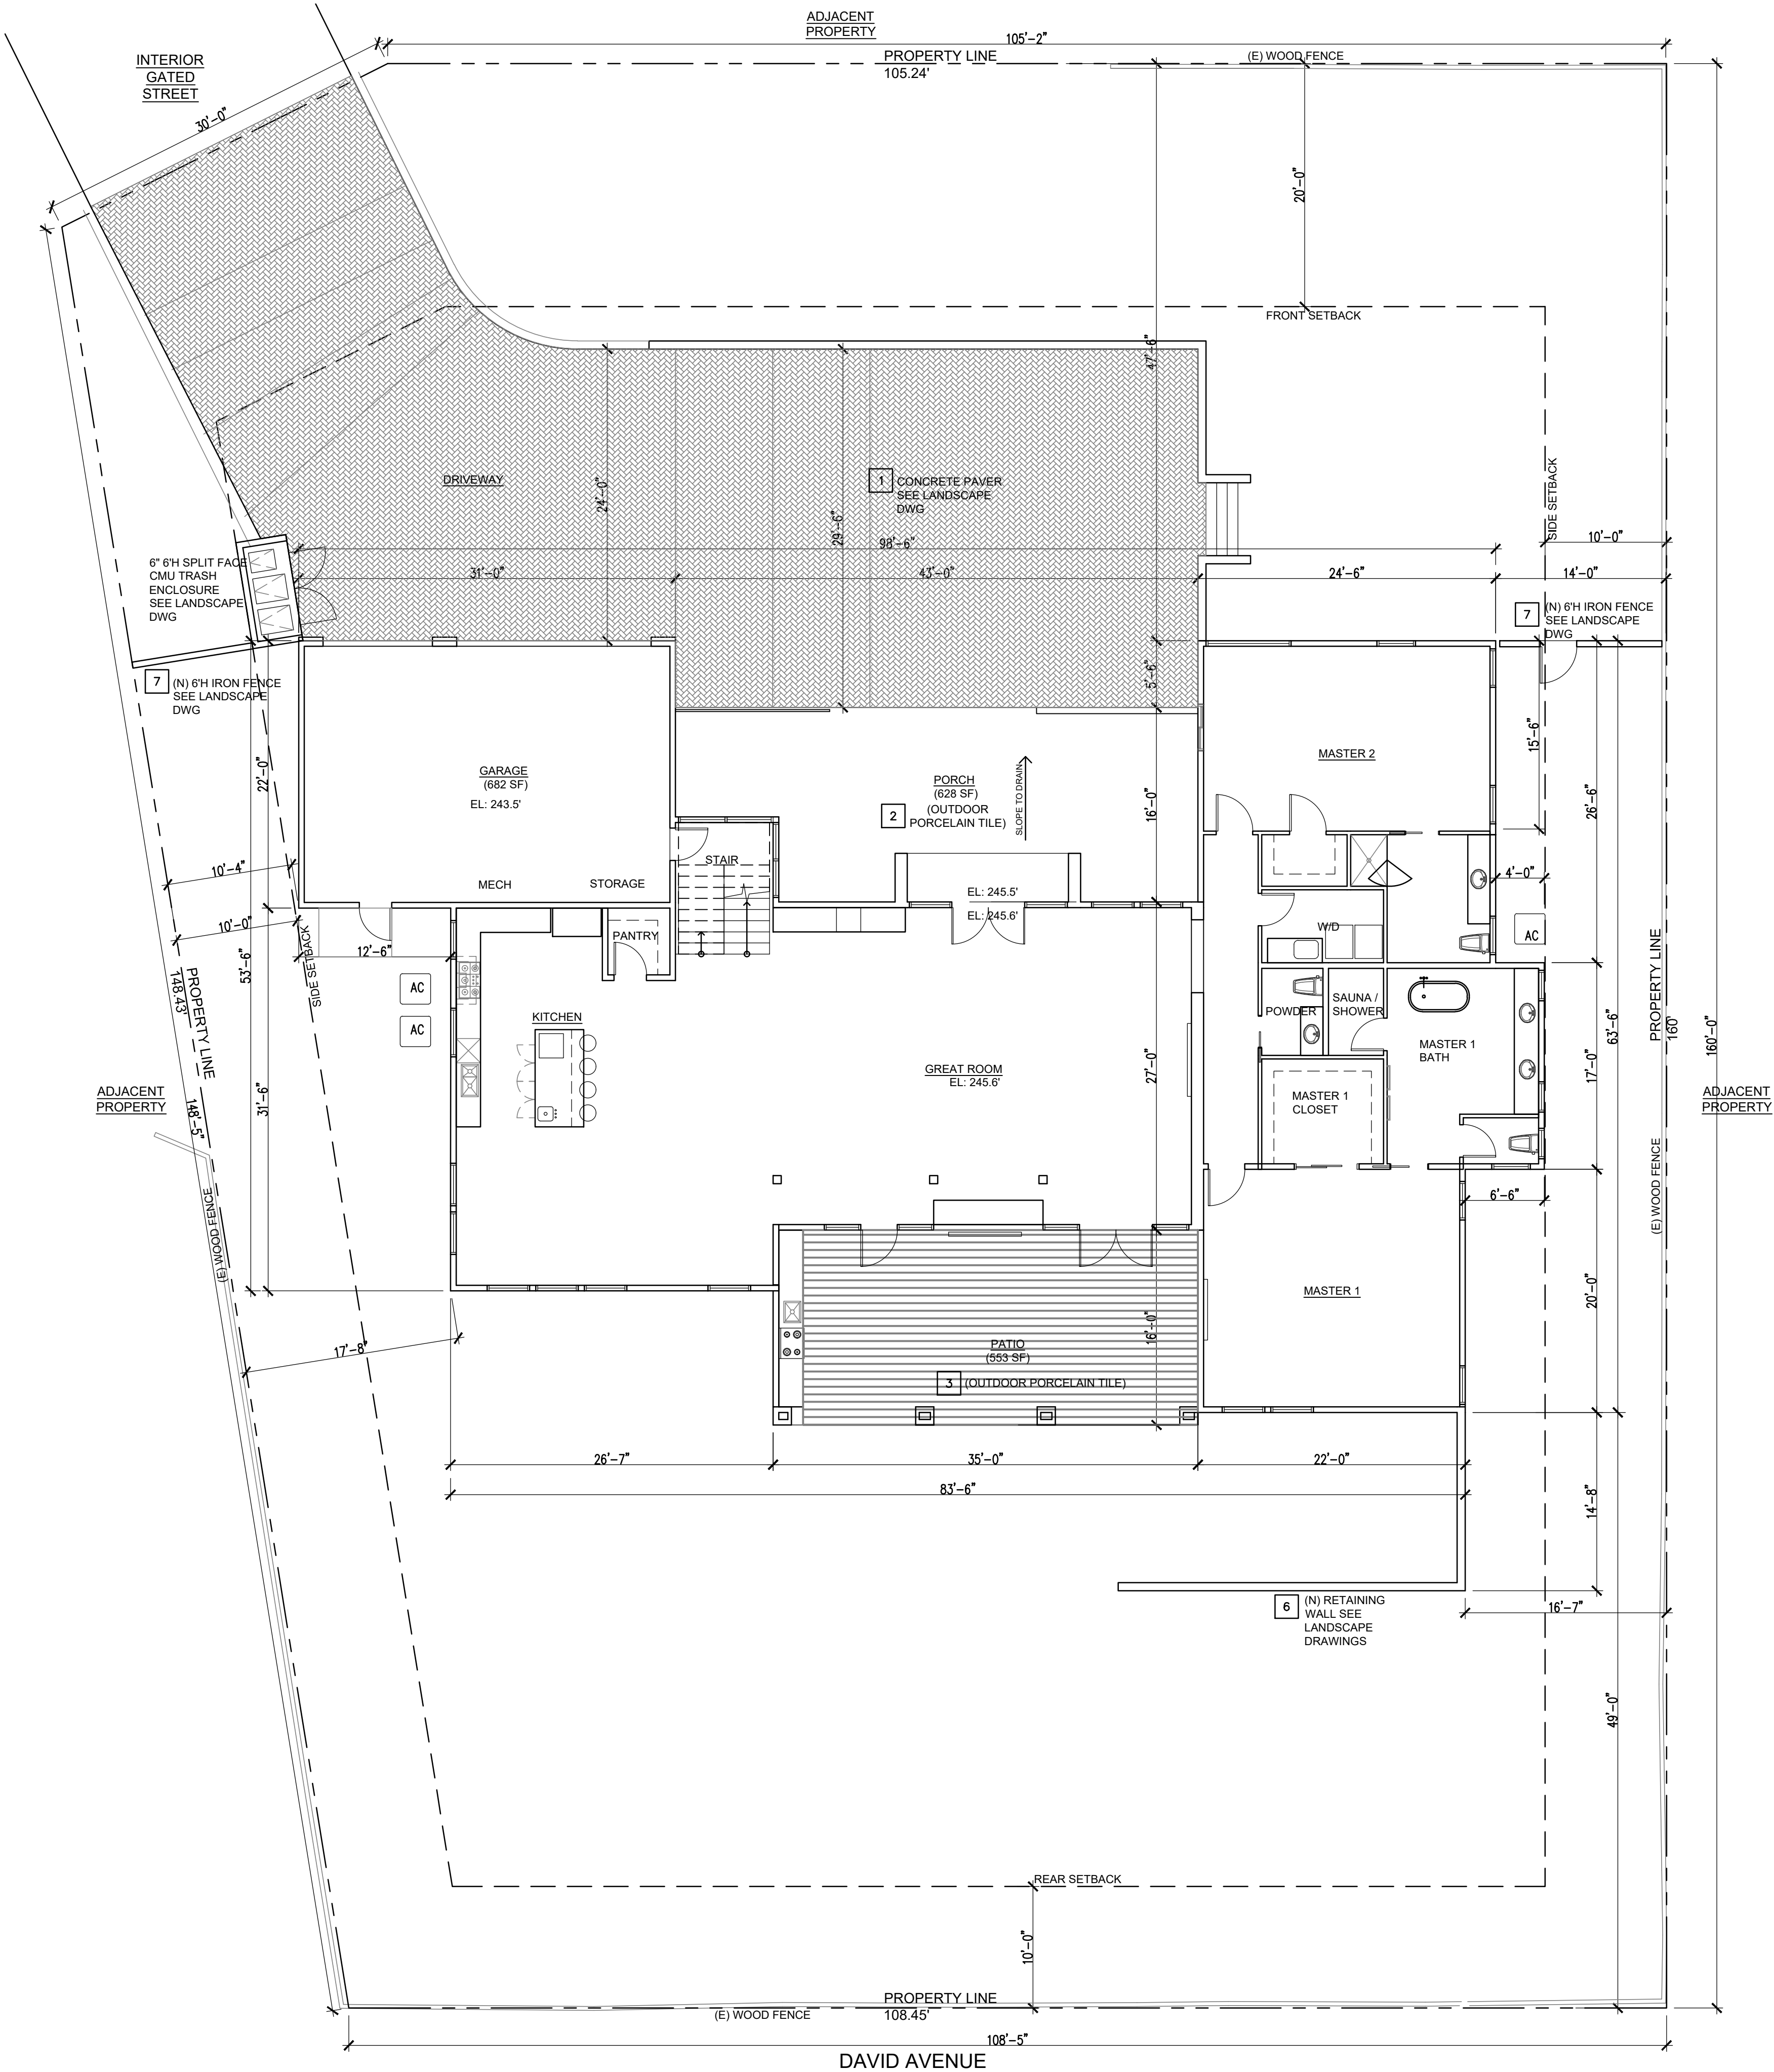 ADJACENT
PROPERTY
105'-2"
INTERIOR
GATED
STREET
PROPERTY LINE
105.24'
(E) WOOD FENCE
30'-0"
20'-0"
FRONT SETBACK
47'-6"
SIDE SETBACK
DRIVEWAY
24'-0"
1
CONCRETE PAVER
SEE LANDSCAPE
DWG
29'-6"
98'-6"
10'-0"
6" 6'H SPLIT FACE
CMU TRASH
ENCLOSURE
SEE LANDSCAPE
DWG
31'-0"
43'-0"
24'-6"
14'-0"
7
(N) 6'H IRON FENCE
SEE LANDSCAPE
DWG
7
(N) 6'H IRON FENCE
SEE LANDSCAPE
DWG
5'-6"
15'-6"
22'-0"
GARAGE
(682 SF)
EL: 243.5'
PORCH
(628 SF)
2
(OUTDOOR
PORCELAIN TILE)
SLOPE TO DRAIN
16'-0"
MASTER 2
26'-6"
10'-4"
MECH
STORAGE
STAIR
EL: 245.5'
EL: 245.6'
4'-0"
10'-0"
12'-6"
PANTRY
W/D
AC
53'-6"
SIDE SETBACK
PROPERTY LINE
148.43'
148'-5"
AC
AC
KITCHEN
POWDER
SAUNA /
SHOWER
MASTER 1
BATH
GREAT ROOM
EL: 245.6'
27'-0"
17'-0"
63'-6"
PROPERTY LINE
160'
160'-0"
31'-6"
MASTER 1
CLOSET
ADJACENT
PROPERTY
ADJACENT
PROPERTY
(E) WOOD FENCE
(E) WOOD FENCE
6'-6"
MASTER 1
20'-0"
17'-8"
PATIO
(553 SF)
16'-0"
3
(OUTDOOR PORCELAIN TILE)
26'-7"
35'-0"
22'-0"
83'-6"
14'-8"
6
(N) RETAINING
WALL SEE
LANDSCAPE
DRAWINGS
16'-7"
49'-0"
REAR SETBACK
10'-0"
PROPERTY LINE
108.45'
(E) WOOD FENCE
108'-5"
DAVID AVENUE